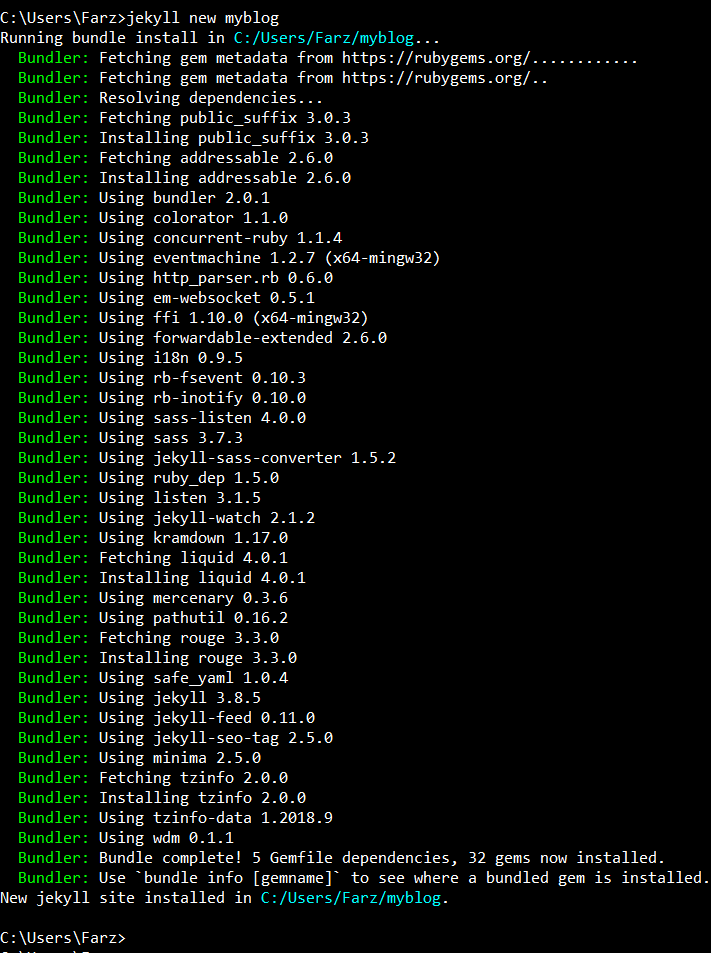 C:\Users\Farz>jekyll new myblog
Running bundle install in C:/Users/Farz/myblog...
  Bundler: Fetching gem metadata from https://rubygems.org/............
  Bundler: Fetching gem metadata from https://rubygems.org/..
  Bundler: Resolving dependencies...
  Bundler: Fetching public_suffix 3.0.3
  Bundler: Installing public_suffix 3.0.3
  Bundler: Fetching addressable 2.6.0
  Bundler: Installing addressable 2.6.0
  Bundler: Using bundler 2.0.1
  Bundler: Using colorator 1.1.0
  Bundler: Using concurrent-ruby 1.1.4
  Bundler: Using eventmachine 1.2.7 (x64-mingw32)
  Bundler: Using http_parser.rb 0.6.0
  Bundler: Using em-websocket 0.5.1
  Bundler: Using ffi 1.10.0 (x64-mingw32)
  Bundler: Using forwardable-extended 2.6.0
  Bundler: Using i18n 0.9.5
  Bundler: Using rb-fsevent 0.10.3
  Bundler: Using rb-inotify 0.10.0
  Bundler: Using sass-listen 4.0.0
  Bundler: Using sass 3.7.3
  Bundler: Using jekyll-sass-converter 1.5.2
  Bundler: Using ruby_dep 1.5.0
  Bundler: Using listen 3.1.5
  Bundler: Using jekyll-watch 2.1.2
  Bundler: Using kramdown 1.17.0
  Bundler: Fetching liquid 4.0.1
  Bundler: Installing liquid 4.0.1
  Bundler: Using mercenary 0.3.6
  Bundler: Using pathutil 0.16.2
  Bundler: Fetching rouge 3.3.0
  Bundler: Installing rouge 3.3.0
  Bundler: Using safe_yaml 1.0.4
  Bundler: Using jekyll 3.8.5
  Bundler: Using jekyll-feed 0.11.0
  Bundler: Using jekyll-seo-tag 2.5.0
  Bundler: Using minima 2.5.0
  Bundler: Fetching tzinfo 2.0.0
  Bundler: Installing tzinfo 2.0.0
  Bundler: Using tzinfo-data 1.2018.9
  Bundler: Using wdm 0.1.1
  Bundler: Bundle complete! 5 Gemfile dependencies, 32 gems now installed.
  Bundler: Use `bundle info [gemname]` to see where a bundled gem is installed.
New jekyll site installed in C:/Users/Farz/myblog.
C:\Users\Farz>